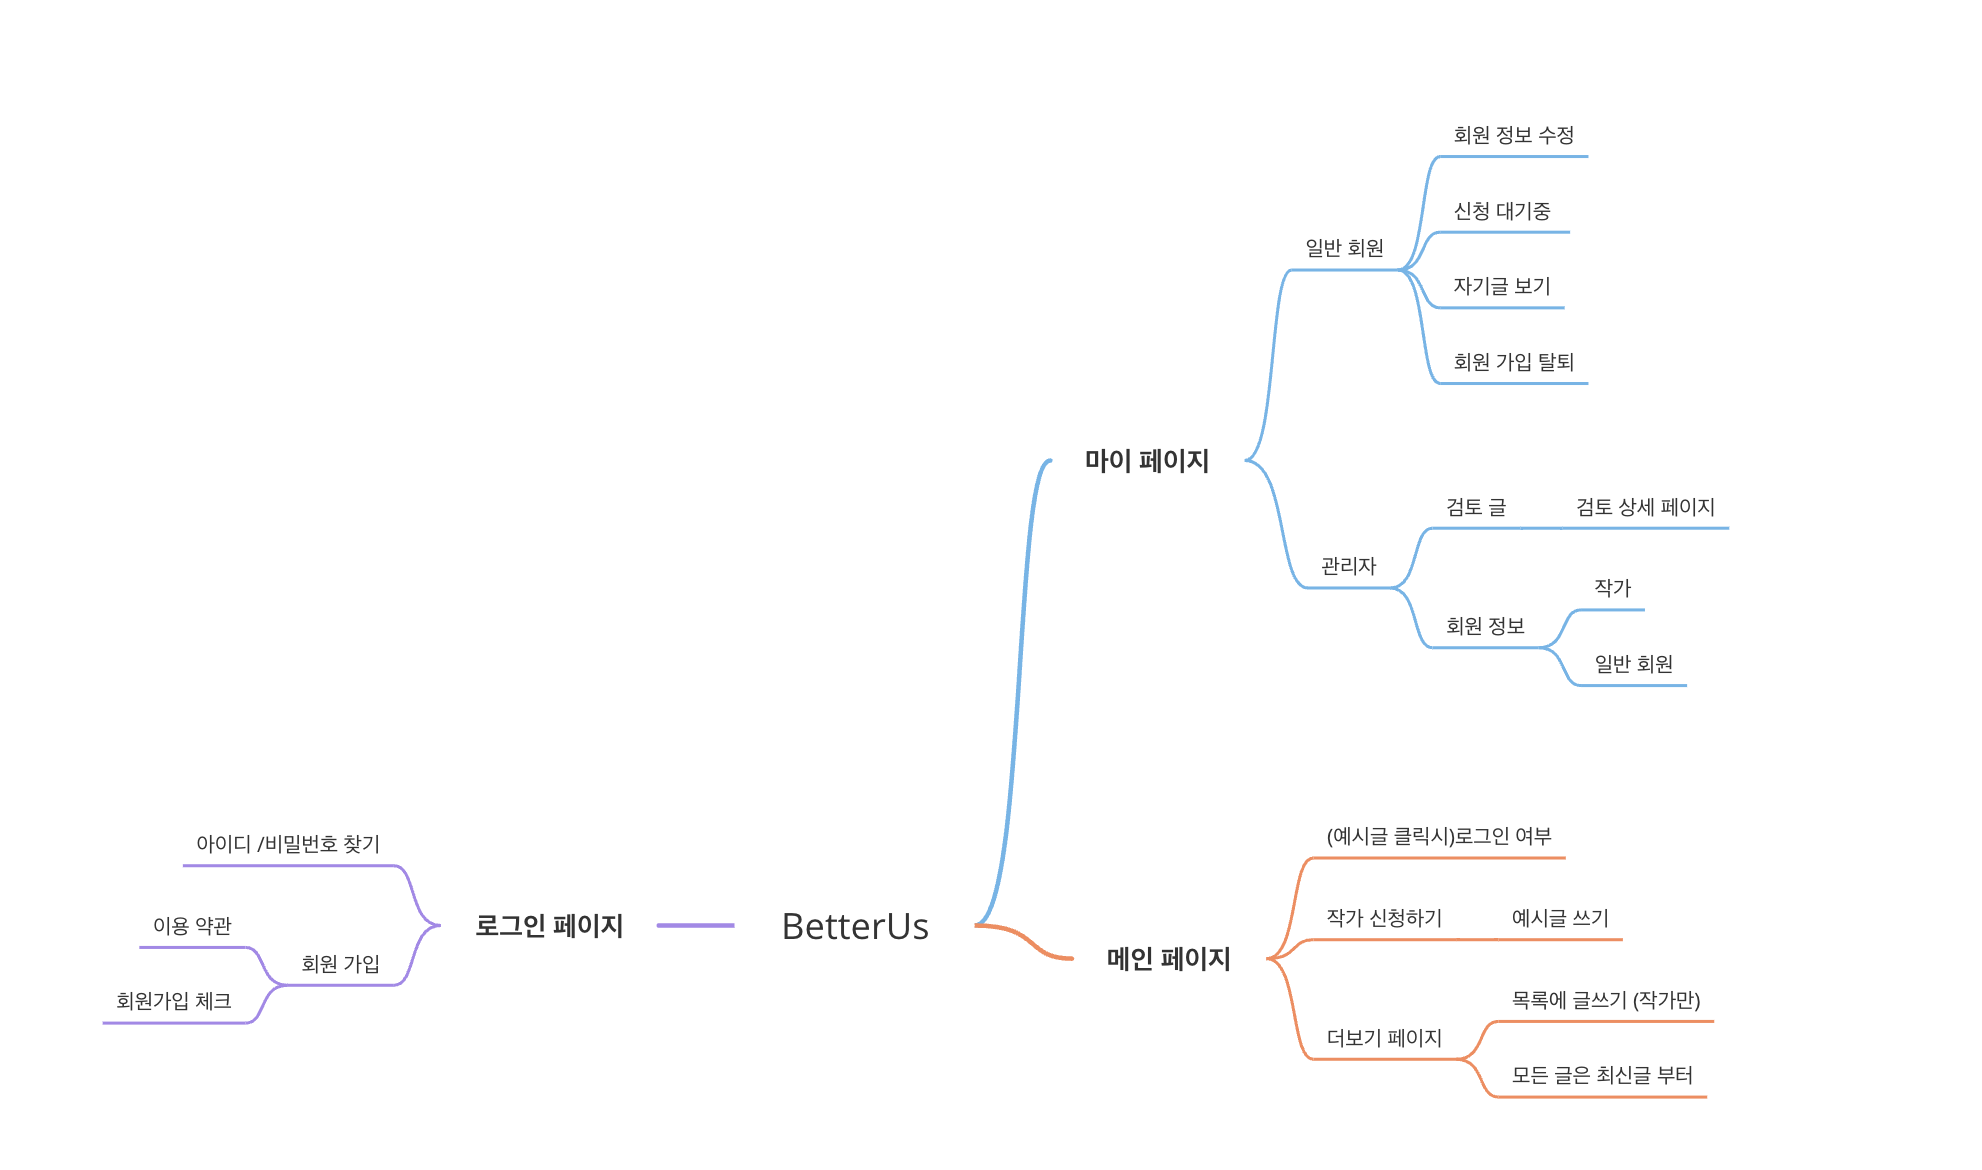 회원 정보 수정
신청 대기중
일반 회원
자기글 보기
회원 가입 탈퇴
마이 페이지
검토 글
검토 상세 페이지
관리자
작가
회원 정보
일반 회원
아이디 /비밀번호 찾기
이용 약관
회원 가입
회원가입 체크
로그인 페이지
BetterUs
메인 페이지
(예시글 클릭시)로그인 여부
작가 신청하기
예시글 쓰기
더보기 페이지
목록에 글쓰기 (작가만)
모든 글은 최신글 부터